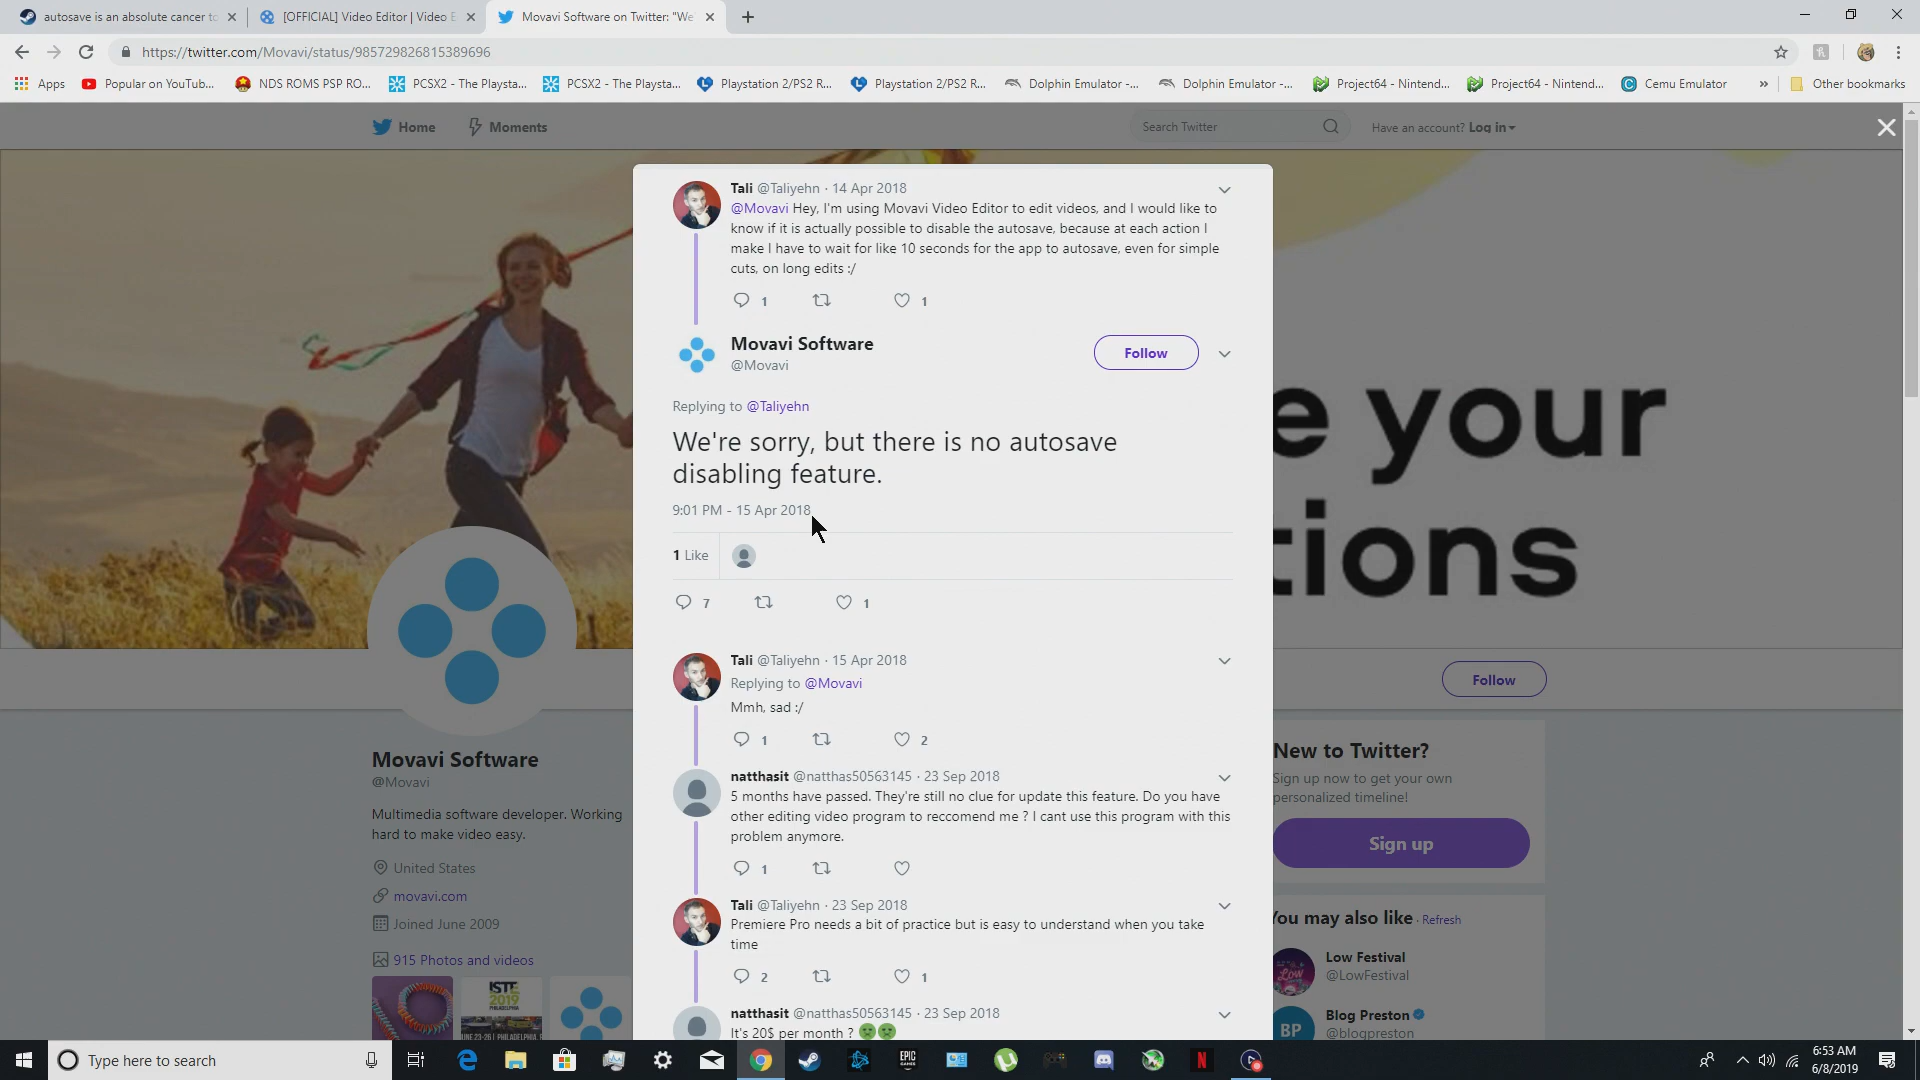 autosave is an absolute cancer to
[OFFICIAL] Video Editor | Video E
Movavi Software on Twitter: "We'
https://twitter.com/Movavi/status/985729826815389696
Apps
Popular on YouTub...
NDS ROMS PSP RO...
PCSX2 - The Playsta...
PCSX2 - The Playsta...
Playstation 2/PS2 R...
Playstation 2/PS2 R...
Dolphin Emulator -...
Dolphin Emulator -...
Project64 - Nintend...
Project64 - Nintend...
Cemu Emulator
»
Other bookmarks
Home
Moments
Search Twitter
Have an account? Log in
Tali @Taliyehn · 14 Apr 2018
@Movavi Hey, I'm using Movavi Video Editor to edit videos, and I would like to
know if it is actually possible to disable the autosave, because at each action I
make I have to wait for like 10 seconds for the app to autosave, even for simple
cuts, on long edits :/
1
1
Movavi Software
@Movavi
Follow
Replying to @Taliyehn
We're sorry, but there is no autosave
disabling feature.
9:01 PM - 15 Apr 2018
1 Like
7
1
Tali @Taliyehn · 15 Apr 2018
Replying to @Movavi
Mmh, sad :/
1
2
natthasit @natthas50563145 · 23 Sep 2018
5 months have passed. They're still no clue for update this feature. Do you have
other editing video program to reccomend me ? I cant use this program with this
problem anymore.
1
Tali @Taliyehn · 23 Sep 2018
Premiere Pro needs a bit of practice but is easy to understand when you take
time
2
1
natthasit @natthas50563145 · 23 Sep 2018
It's 20$ per month ?
e your
tions
Movavi Software
@Movavi
Multimedia software developer. Working
hard to make video easy.
United States
movavi.com
Joined June 2009
915 Photos and videos
ISTE
2019
PHILADELPHIA
Follow
New to Twitter?
Sign up now to get your own
personalized timeline!
Sign up
You may also like · Refresh
Low Festival
@LowFestival
BP
Blog Preston
@blogpreston
Type here to search
EPIC
GAMES
N
6:53 AM
6/8/2019